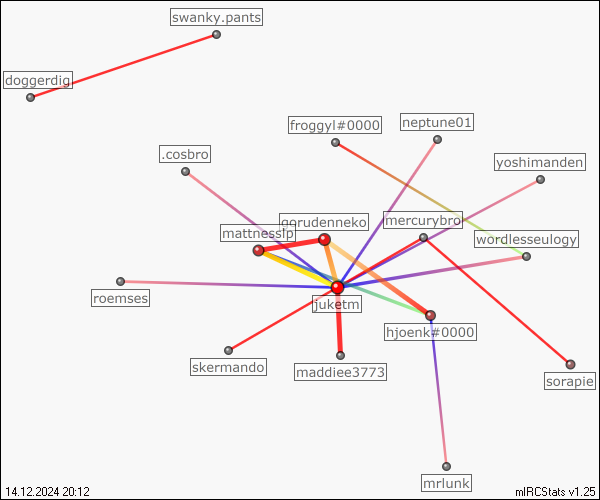 swanky.pants
doggerdig
froggyl#0000
neptune01
.cosbro
yoshimanden
gorudenneko
mercurybro
mattnesslp
wordlesseulogy
roemses
juketm
hjoenk#0000
skermando
maddiee3773
sorapie
mrlunk
14.12.2024 20:12
mIRCStats v1.25